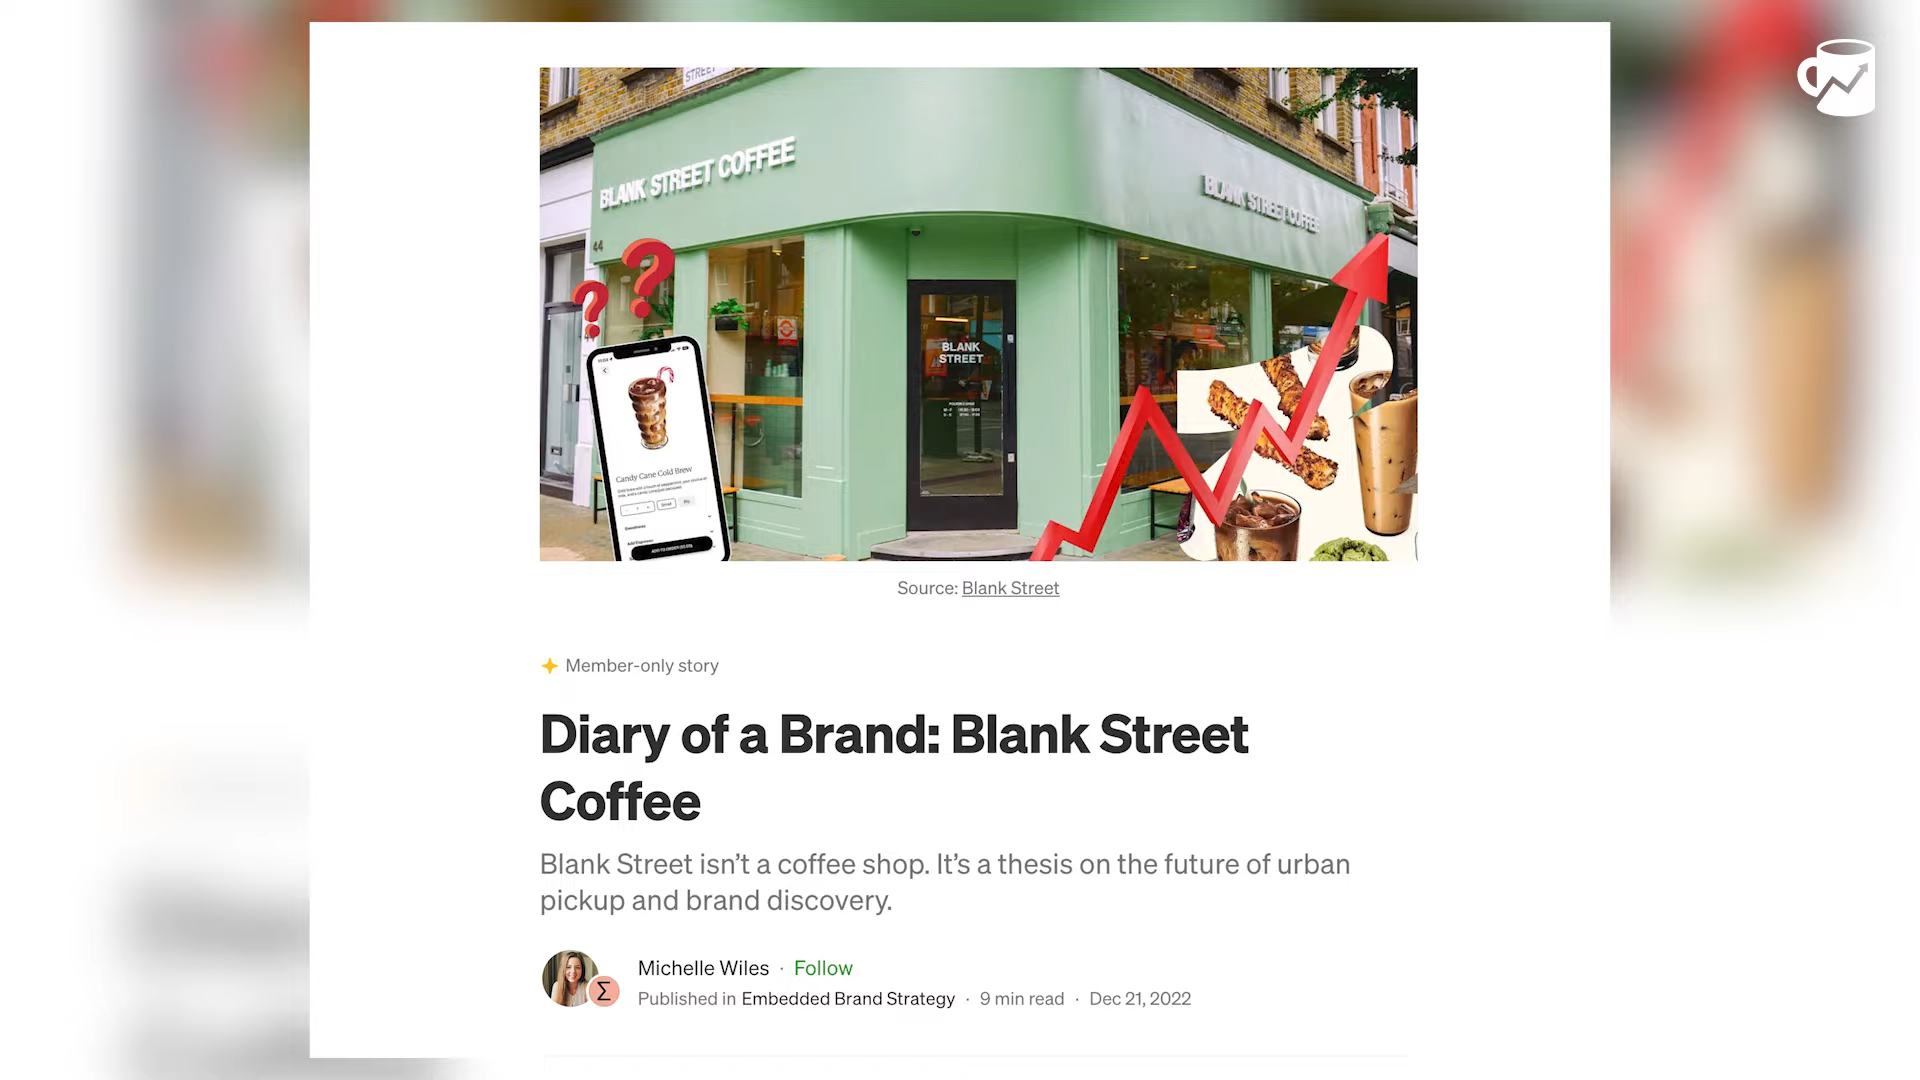 STREET
BLANK STREET COFFEE
BLANK STREET COFFEE
44
BLANK
STREET
Candy Cane Cold Brew
Source: Blank Street
Member-only story
Diary of a Brand: Blank Street
Coffee
Blank Street isn’t a coffee shop. It’s a thesis on the future of urban
pickup and brand discovery.
Michelle Wiles · Follow
Σ
Published in Embedded Brand Strategy · 9 min read · Dec 21, 2022